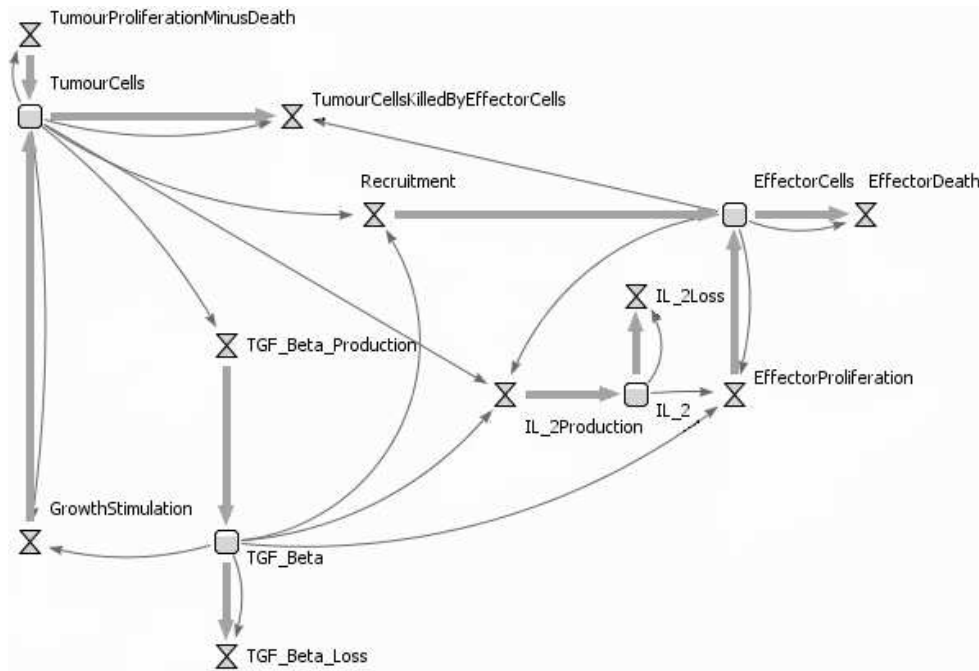 TumourProliferationMinusDeath
TumourCells
TumourCellsKilledByEffectorCells
Recruitment
EffectorCells
EffectorDeath
IL_2Loss
TGF_Beta_Production
EffectorProliferation
IL_2
IL_2Production
GrowthStimulation
TGF_Beta
TGF_Beta_Loss